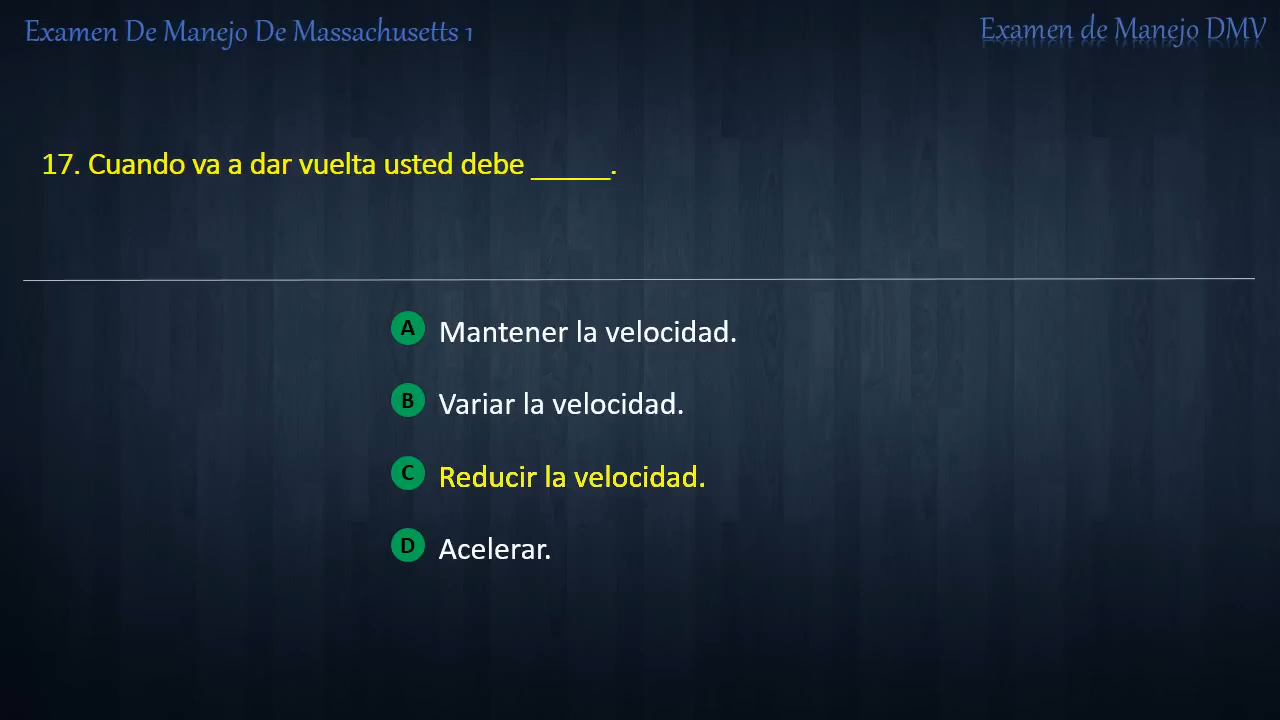 Examen De Manejo De Massachusetts 1
Examen de Manejo DMV
17. Cuando va a dar vuelta usted debe _____.
A Mantener la velocidad.
B Variar la velocidad.
C Reducir la velocidad.
D Acelerar.